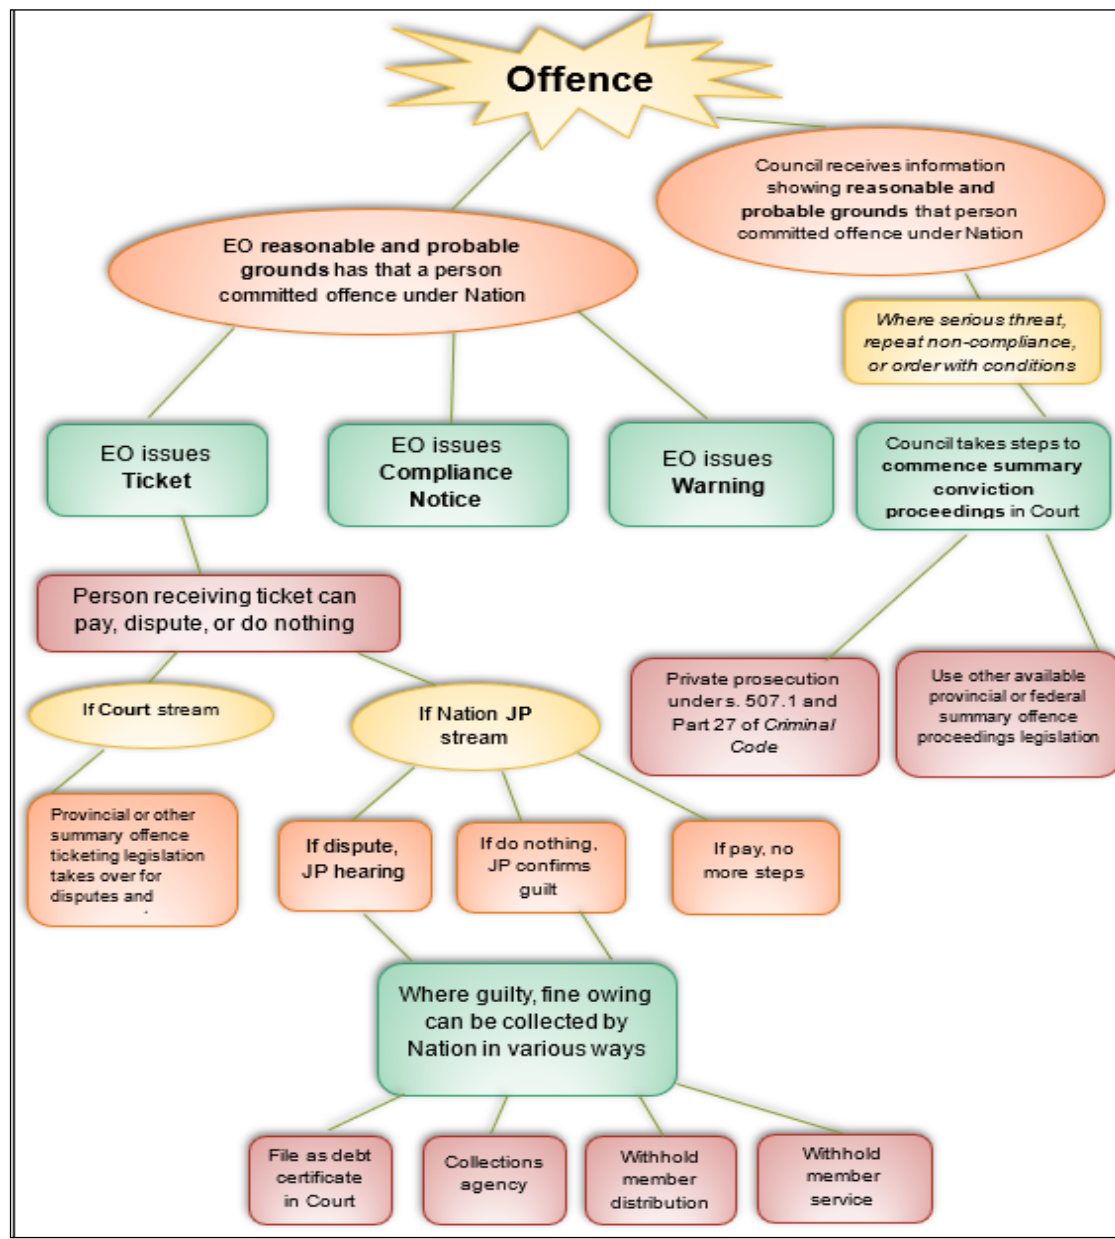 Offence
Council receives information
showing reasonable and
probable grounds that person
committed offence under Nation
EO reasonable and probable
grounds has that a person
committed offence under Nation
Where serious threat,
repeat non-compliance,
or order with conditions
EO issues
Ticket
EO issues
Compliance
Notice
EO issues
Warning
Council takes steps to
commence summary
conviction
proceedings in Court
Person receiving ticket can
pay, dispute, or do nothing
Private prosecution
under s. 507.1 and
Part 27 of Criminal
Code
Use other available
provincial or federal
summary offence
proceedings legislation
If Court stream
If Nation JP
stream
Provincial or other
summary offence
ticketing legislation
takes over for
disputes and
If dispute,
JP hearing
If do nothing,
JP confirms
guilt
If pay, no
more steps
Where guilty, fine owing
can be collected by
Nation in various ways
File as debt
certificate
in Court
Collections
agency
Withhold
member
distribution
Withhold
member
service